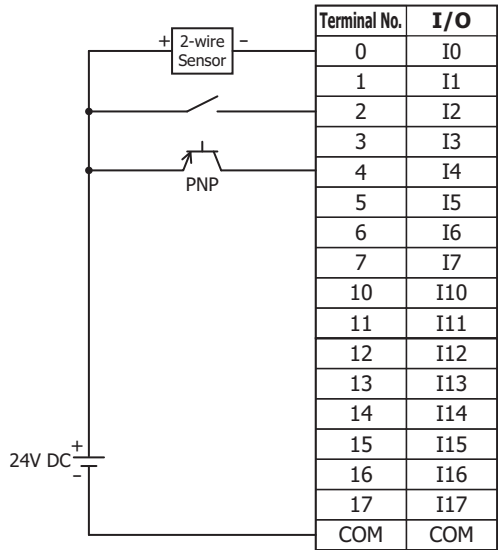 Terminal No. I/O
+ 2-wire Sensor − 0 I0
1 I1
2 I2
3 I3
PNP 4 I4
5 I5
6 I6
7 I7
10 I10
11 I11
12 I12
13 I13
14 I14
15 I15
24V DC + − 16 I16
17 I17
COM COM